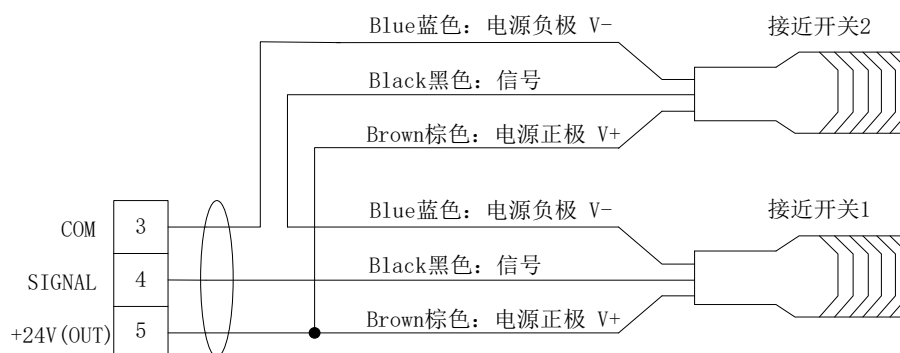 Blue蓝色：电源负极 V-
接近开关2
Black黑色：信号
Brown棕色：电源正极 V+
Blue蓝色：电源负极 V-
接近开关1
COM 3
Black黑色：信号
SIGNAL 4
Brown棕色：电源正极 V+
+24V(OUT) 5